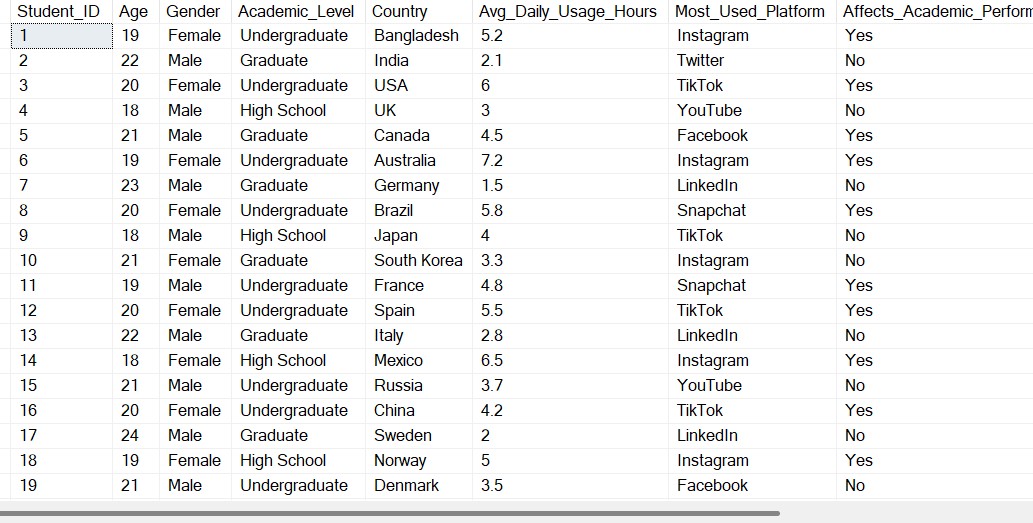 Student_ID Age Gender Academic_Level Country Avg_Daily_Usage_Hours Most_Used_Platform Affects_Academic_Perform
1 19 Female Undergraduate Bangladesh 5.2 Instagram Yes
2 22 Male Graduate India 2.1 Twitter No
3 20 Female Undergraduate USA 6 TikTok Yes
4 18 Male High School UK 3 YouTube No
5 21 Male Graduate Canada 4.5 Facebook Yes
6 19 Female Undergraduate Australia 7.2 Instagram Yes
7 23 Male Graduate Germany 1.5 LinkedIn No
8 20 Female Undergraduate Brazil 5.8 Snapchat Yes
9 18 Male High School Japan 4 TikTok No
10 21 Female Graduate South Korea 3.3 Instagram No
11 19 Male Undergraduate France 4.8 Snapchat Yes
12 20 Female Undergraduate Spain 5.5 TikTok Yes
13 22 Male Graduate Italy 2.8 LinkedIn No
14 18 Female High School Mexico 6.5 Instagram Yes
15 21 Male Undergraduate Russia 3.7 YouTube No
16 20 Female Undergraduate China 4.2 TikTok Yes
17 24 Male Graduate Sweden 2 LinkedIn No
18 19 Female High School Norway 5 Instagram Yes
19 21 Male Undergraduate Denmark 3.5 Facebook No